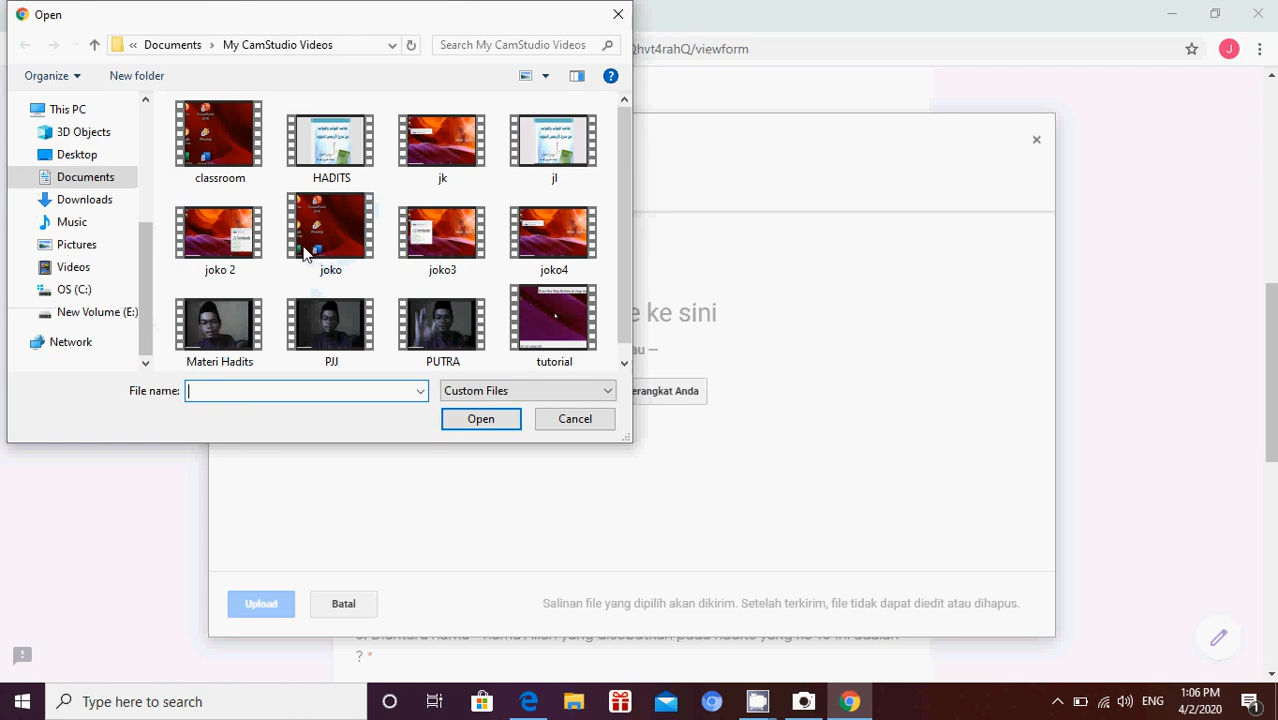 Open
Documents
My CamStudio Videos
Search My CamStudio Videos
Qhvt4rahQ/viewform
J
Organize
New folder
This PC
3D Objects
Desktop
Documents
Downloads
Music
Pictures
Videos
OS (C:)
New Volume (E:)
Network
classroom
HADITS
jk
jl
joko 2
joko
joko3
joko4
Materi Hadits
PJJ
PUTRA
tutorial
File name:
Custom Files
Open
Cancel
e ke sini
au —
erangkat Anda
Upload
Batal
Salinan file yang dipilih akan dikirim. Setelah terkirim, file tidak dapat diedit atau dihapus.
? *
Type here to search
ENG
1:06 PM
4/2/2020
1